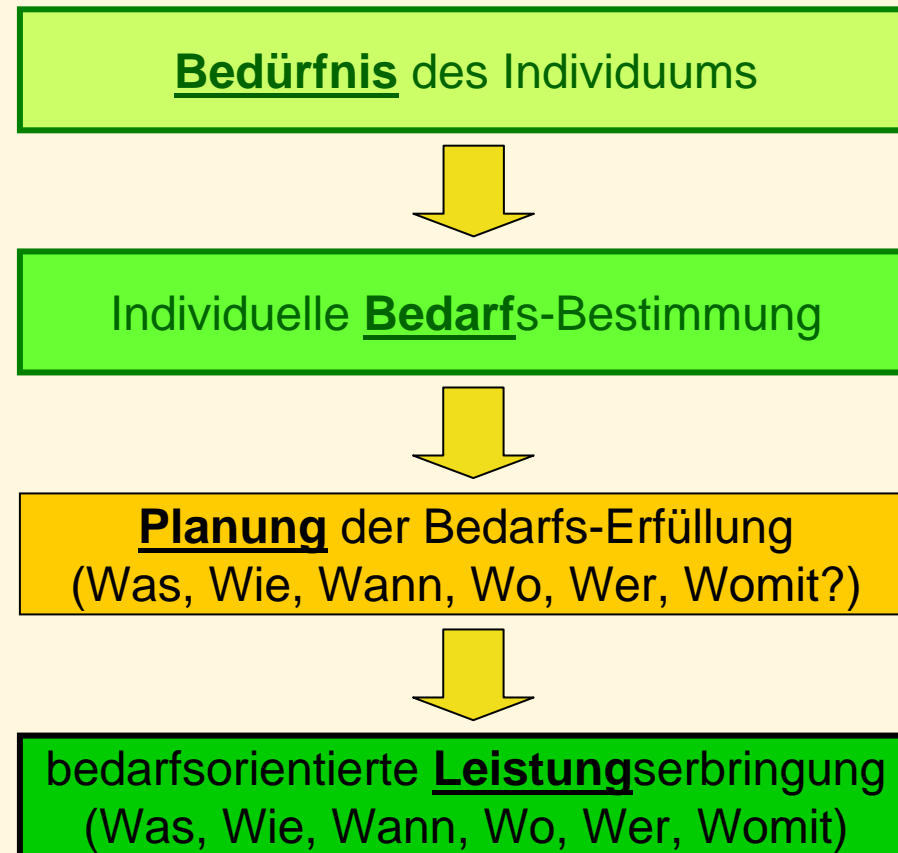 Bedürfnis des Individuums
Individuelle Bedarfs-Bestimmung
Planung der Bedarfs-Erfüllung
(Was, Wie, Wann, Wo, Wer, Womit?)
bedarfsorientierte Leistungserbringung
(Was, Wie, Wann, Wo, Wer, Womit)